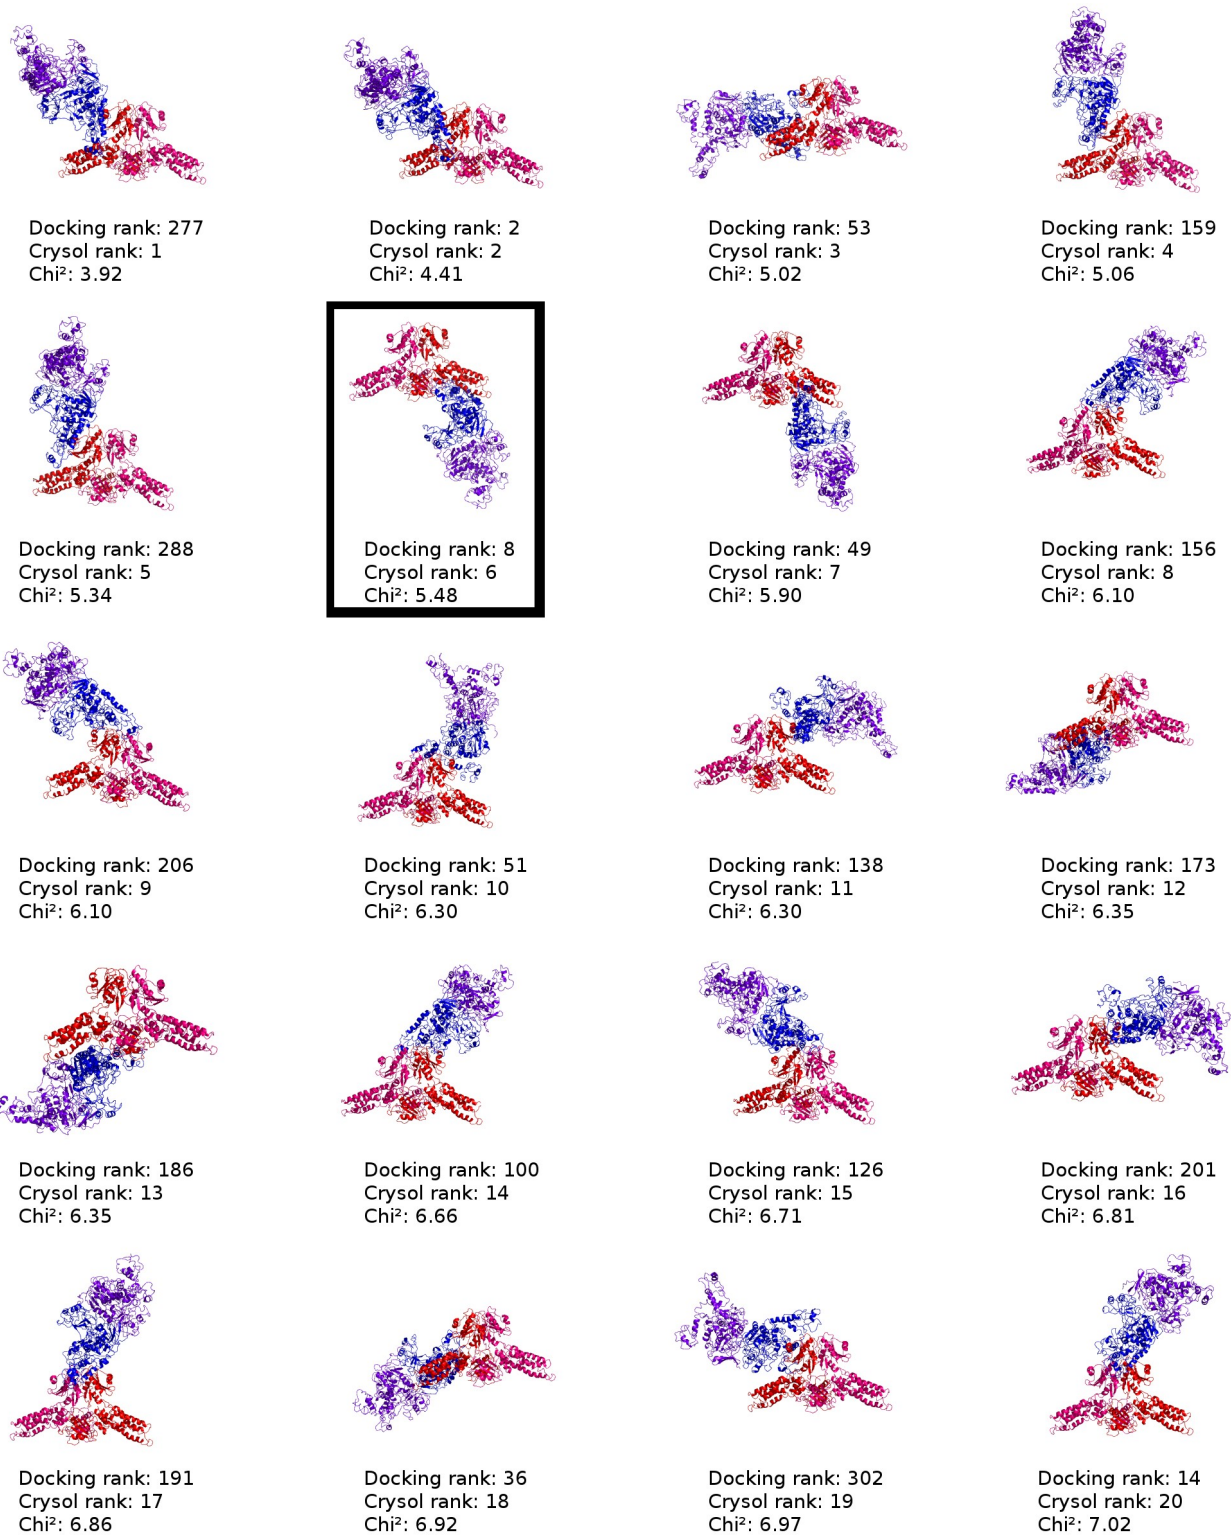 Docking rank: 277
Crysol rank: 1
Chi²: 3.92
Docking rank: 2
Crysol rank: 2
Chi²: 4.41
Docking rank: 53
Crysol rank: 3
Chi²: 5.02
Docking rank: 159
Crysol rank: 4
Chi²: 5.06
Docking rank: 288
Crysol rank: 5
Chi²: 5.34
Docking rank: 8
Crysol rank: 6
Chi²: 5.48
Docking rank: 49
Crysol rank: 7
Chi²: 5.90
Docking rank: 156
Crysol rank: 8
Chi²: 6.10
Docking rank: 206
Crysol rank: 9
Chi²: 6.10
Docking rank: 51
Crysol rank: 10
Chi²: 6.30
Docking rank: 138
Crysol rank: 11
Chi²: 6.30
Docking rank: 173
Crysol rank: 12
Chi²: 6.35
Docking rank: 186
Crysol rank: 13
Chi²: 6.35
Docking rank: 100
Crysol rank: 14
Chi²: 6.66
Docking rank: 126
Crysol rank: 15
Chi²: 6.71
Docking rank: 201
Crysol rank: 16
Chi²: 6.81
Docking rank: 191
Crysol rank: 17
Chi²: 6.86
Docking rank: 36
Crysol rank: 18
Chi²: 6.92
Docking rank: 302
Crysol rank: 19
Chi²: 6.97
Docking rank: 14
Crysol rank: 20
Chi²: 7.02